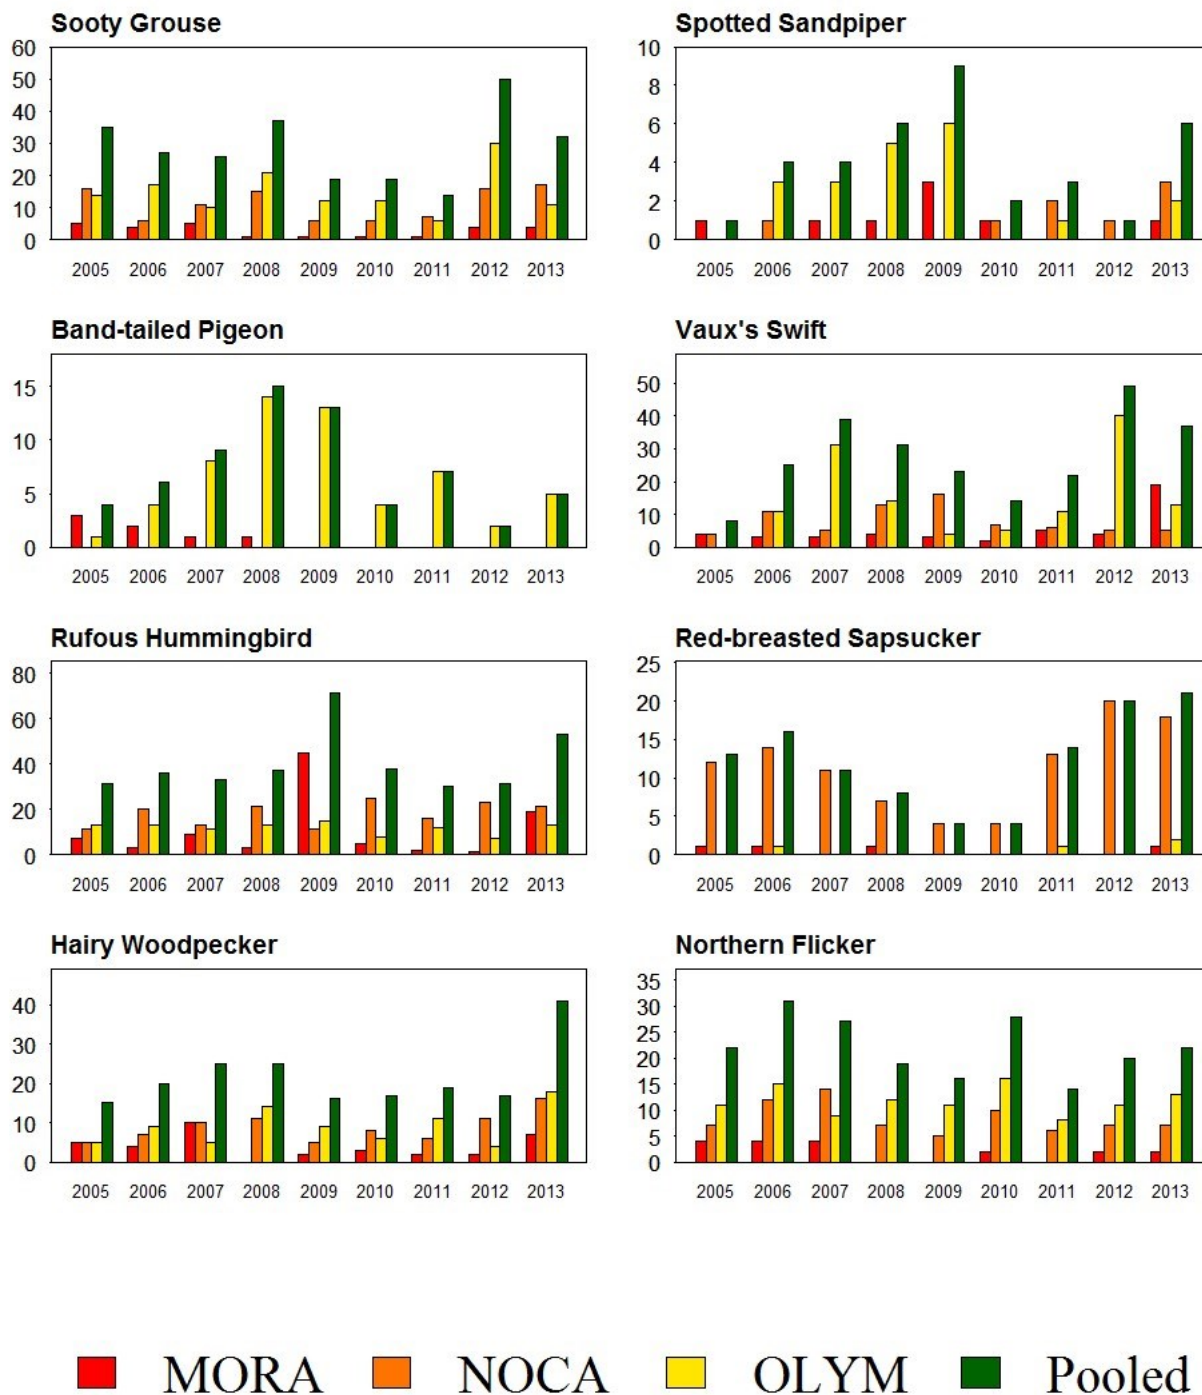 Sooty Grouse
60
50
40
30
20
10
0
2005 2006 2007 2008 2009 2010 2011 2012 2013
Spotted Sandpiper
10
8
6
4
2
0
2005 2006 2007 2008 2009 2010 2011 2012 2013
Band-tailed Pigeon
15
10
5
0
2005 2006 2007 2008 2009 2010 2011 2012 2013
Vaux's Swift
50
40
30
20
10
0
2005 2006 2007 2008 2009 2010 2011 2012 2013
Rufous Hummingbird
80
60
40
20
0
2005 2006 2007 2008 2009 2010 2011 2012 2013
Red-breasted Sapsucker
25
20
15
10
5
0
2005 2006 2007 2008 2009 2010 2011 2012 2013
Hairy Woodpecker
40
30
20
10
0
2005 2006 2007 2008 2009 2010 2011 2012 2013
Northern Flicker
35
30
25
20
15
10
5
0
2005 2006 2007 2008 2009 2010 2011 2012 2013
MORA NOCA OLYM Pooled